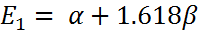 E₁ = α + 1.618β